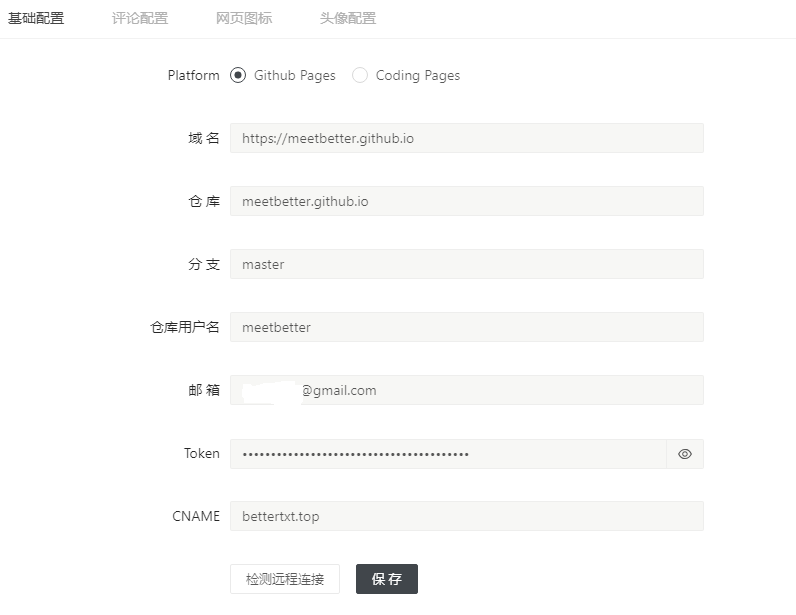 基础配置 评论配置 网页图标 头像配置
Platform Github Pages Coding Pages
域名 https://meetbetter.github.io
仓库 meetbetter.github.io
分支 master
仓库用户名 meetbetter
邮箱 @gmail.com
Token ••••••••••••••••••••••••••••••••••••••••
CNAME bettertxt.top
检测远程连接 保存